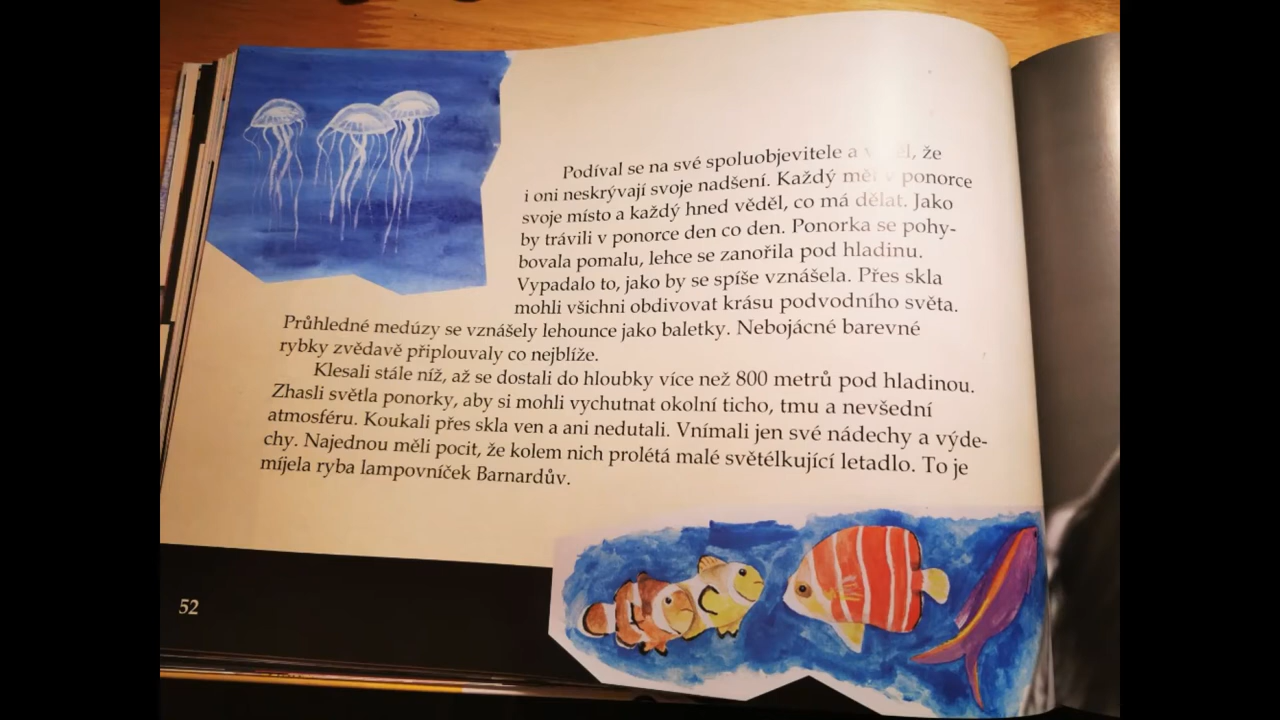 Podíval se na své spoluobjevitele a viděl, že
i oni neskrývají svoje nadšení. Každý měl v ponorce
svoje místo a každý hned věděl, co má dělat. Jako
by trávili v ponorce den co den. Ponorka se pohy-
bovala pomalu, lehce se zanořila pod hladinu.
Vypadalo to, jako by se spíše vznášela. Přes skla
mohli všichni obdivovat krásu podvodního světa.
Průhledné medúzy se vznášely lehounce jako baletky. Nebojácné barevné
rybky zvědavě připlouvaly co nejblíže.
Klesali stále níž, až se dostali do hloubky více než 800 metrů pod hladinou.
Zhasli světla ponorky, aby si mohli vychutnat okolní ticho, tmu a nevšední
atmosféru. Koukali přes skla ven a ani nedutali. Vnímali jen své nádechy a výde-
chy. Najednou měli pocit, že kolem nich prolétá malé světélkující letadlo. To je
míjela ryba lampovníček Barnardův.
52